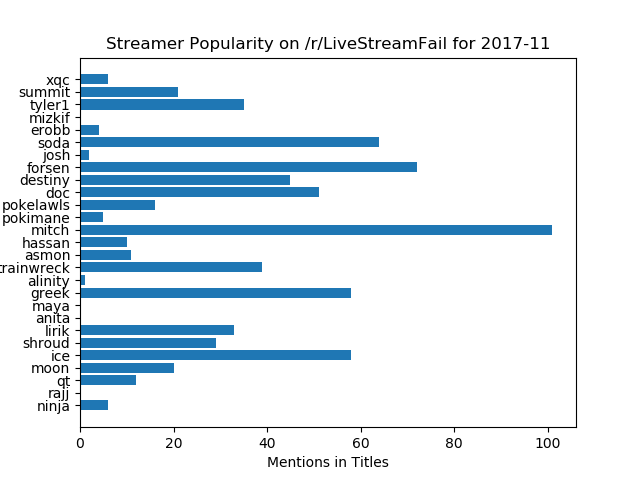 Streamer Popularity on /r/LiveStreamFail for 2017-11
xqc
summit
tyler1
mizkif
erobb
soda
josh
forsen
destiny
doc
pokelawls
pokimane
mitch
hassan
asmon
trainwreck
alinity
greek
maya
anita
lirik
shroud
ice
moon
qt
rajj
ninja
0 20 40 60 80 100
Mentions in Titles